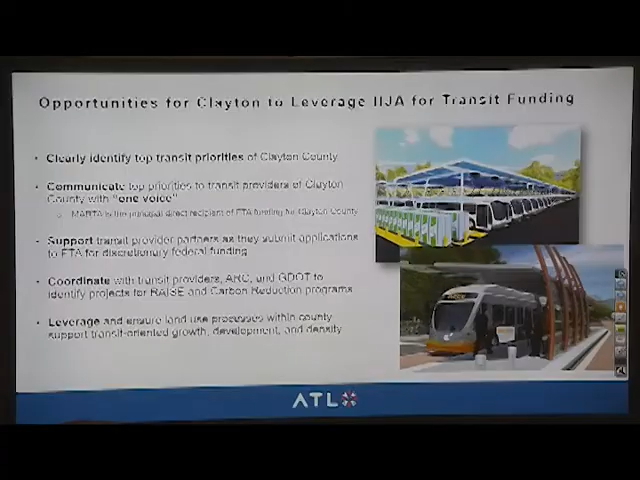 Opportunities for Clayton to Leverage IIJA for Transit Funding
• Clearly identify top transit priorities of Clayton County
• Communicate top priorities to transit providers of Clayton
County with "one voice"
○ MARTA is the principal direct recipient of FTA funding for Clayton County
• Support transit provider partners as they submit applications
to FTA for discretionary federal funding
• Coordinate with transit providers, ARC, and GDOT to
identify projects for RAISE and Carbon Reduction programs
• Leverage and ensure land use processes within county
support transit-oriented growth, development, and density
ATL